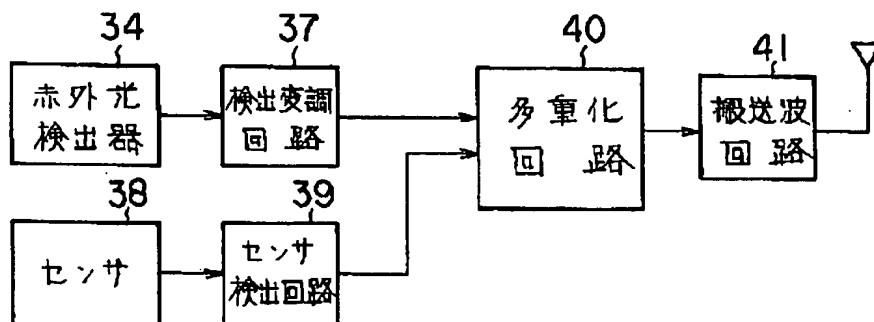 34
赤外光
検出器
37
検出変調
回路
38
センサ
39
センサ
検出回路
40
多重化
回路
41
搬送波
回路